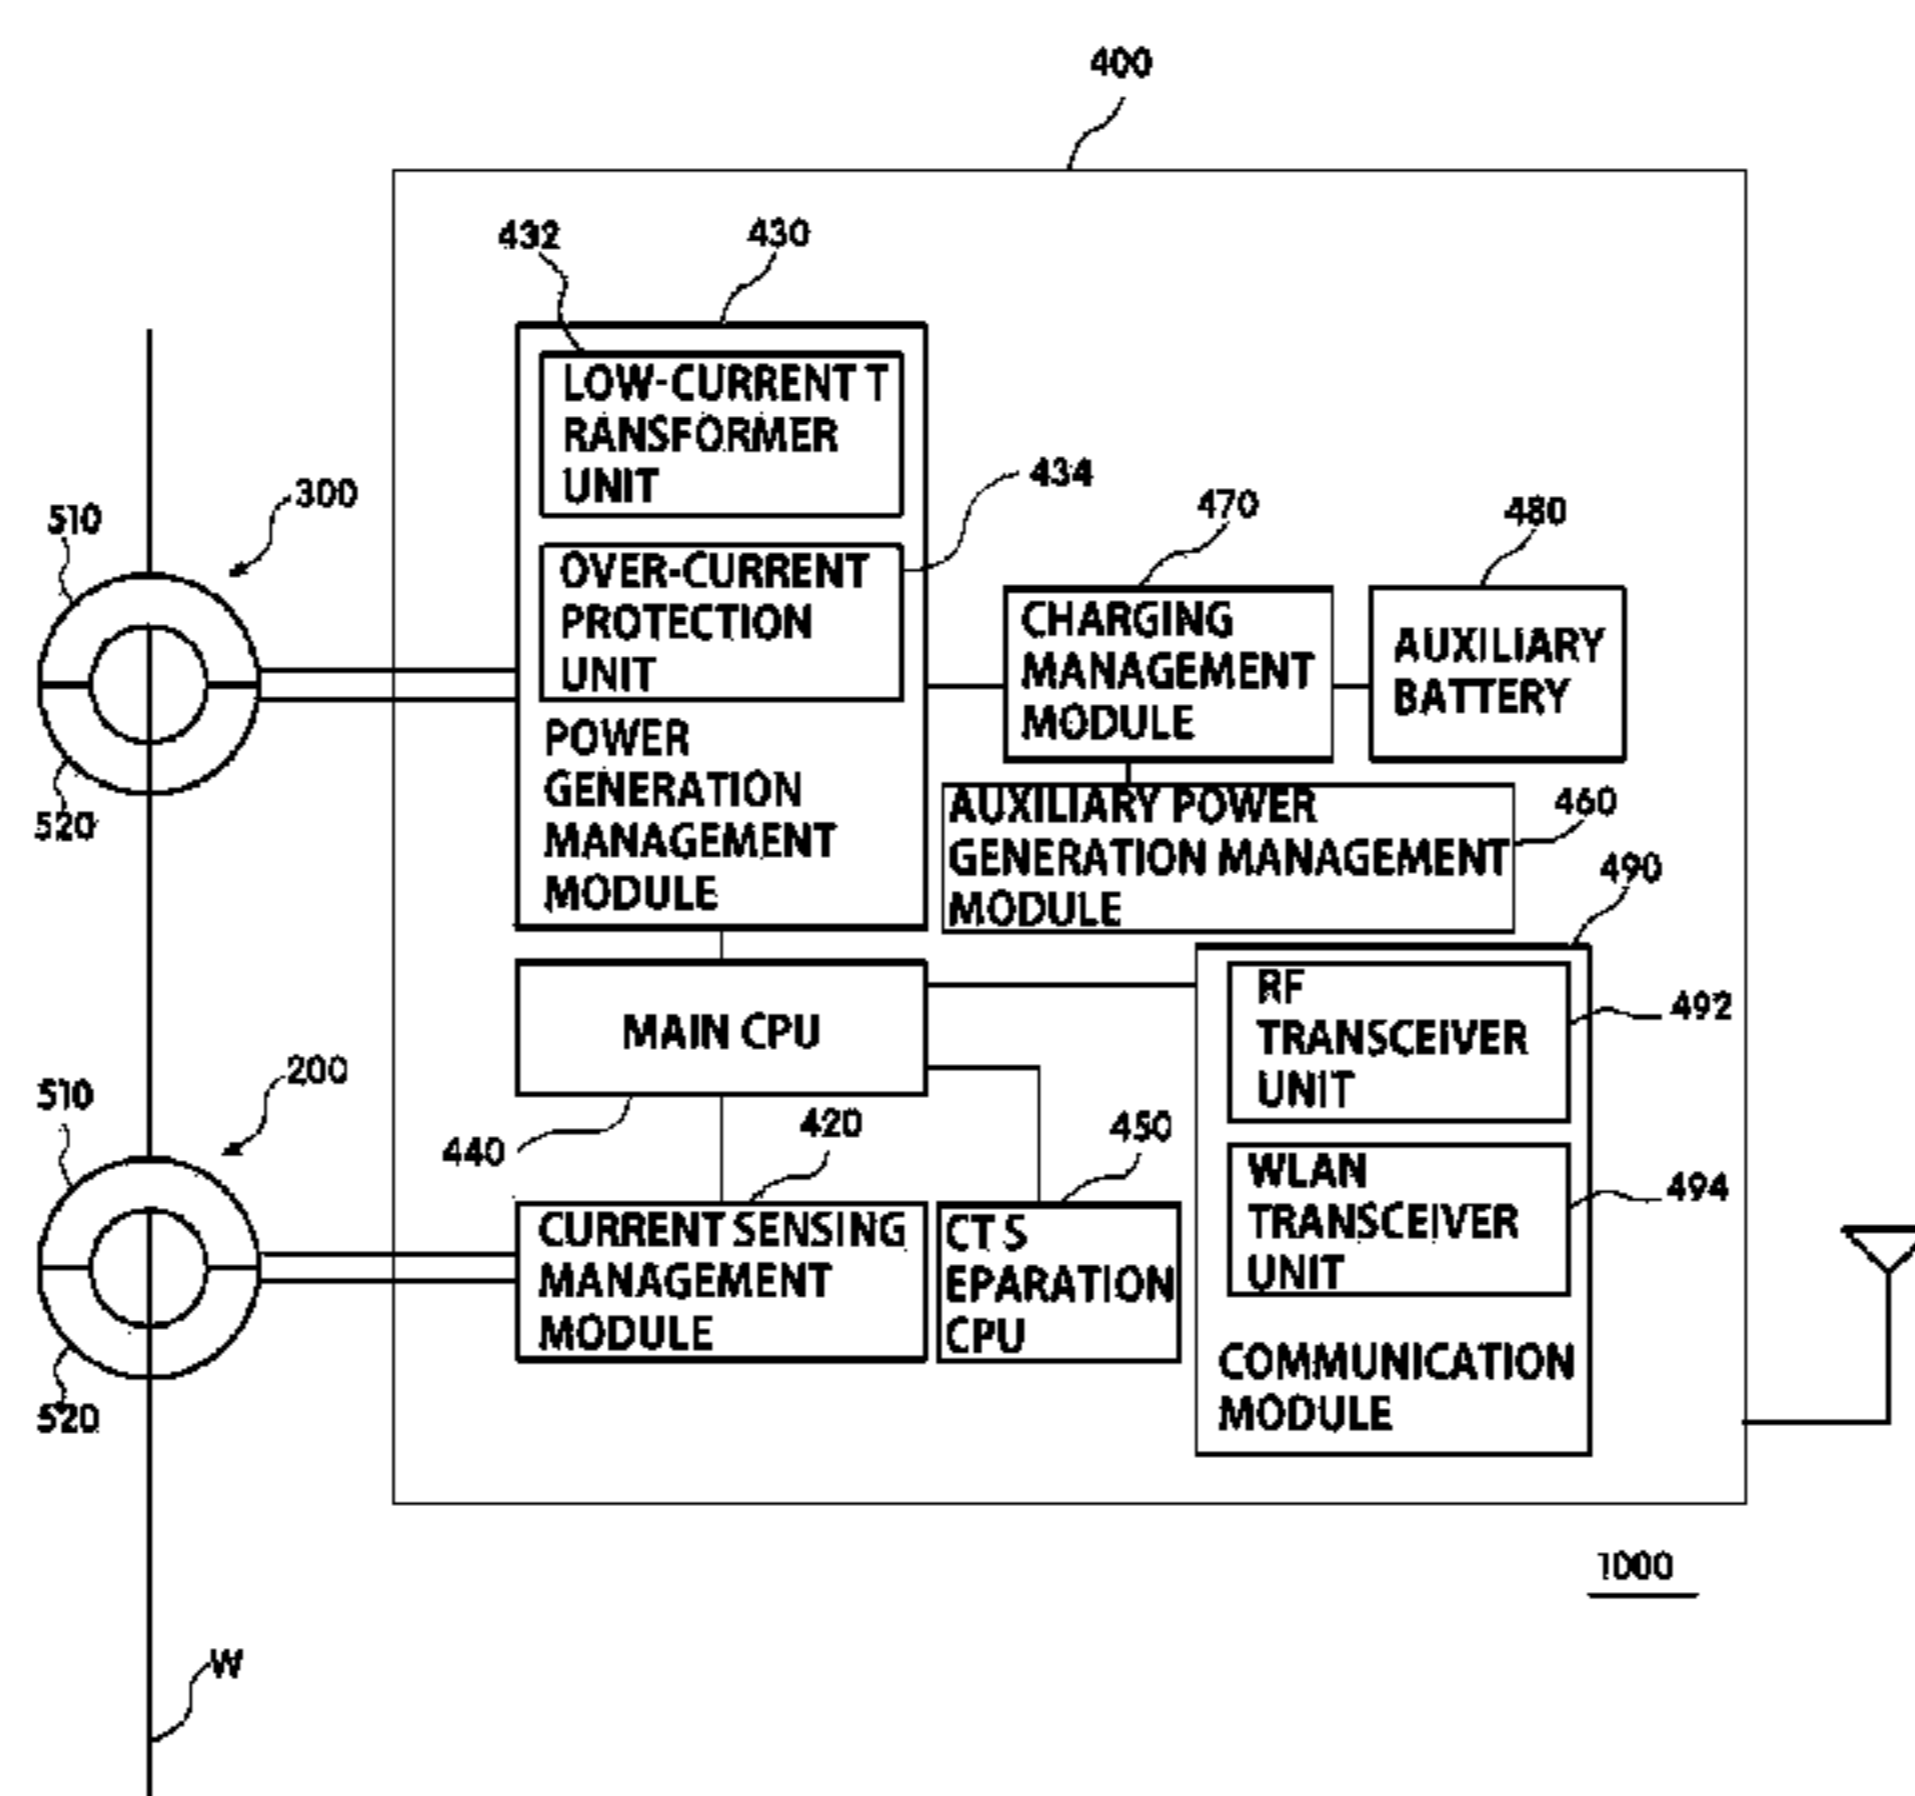 400
432
430
LOW-CURRENT T
RANSFORMER
UNIT
300
510
434
OVER-CURRENT
PROTECTION
UNIT
470
480
CHARGING
MANAGEMENT
MODULE
AUXILIARY
BATTERY
520
POWER
GENERATION
MANAGEMENT
MODULE
AUXILIARY POWER
GENERATION MANAGEMENT
MODULE
460
490
MAIN CPU
RF
TRANSCEIVER
UNIT
492
200
510
440
420
450
WLAN
TRANSCEIVER
UNIT
494
CURRENT SENSING
MANAGEMENT
MODULE
CT S
EPARATION
CPU
COMMUNICATION
MODULE
520
1000
W